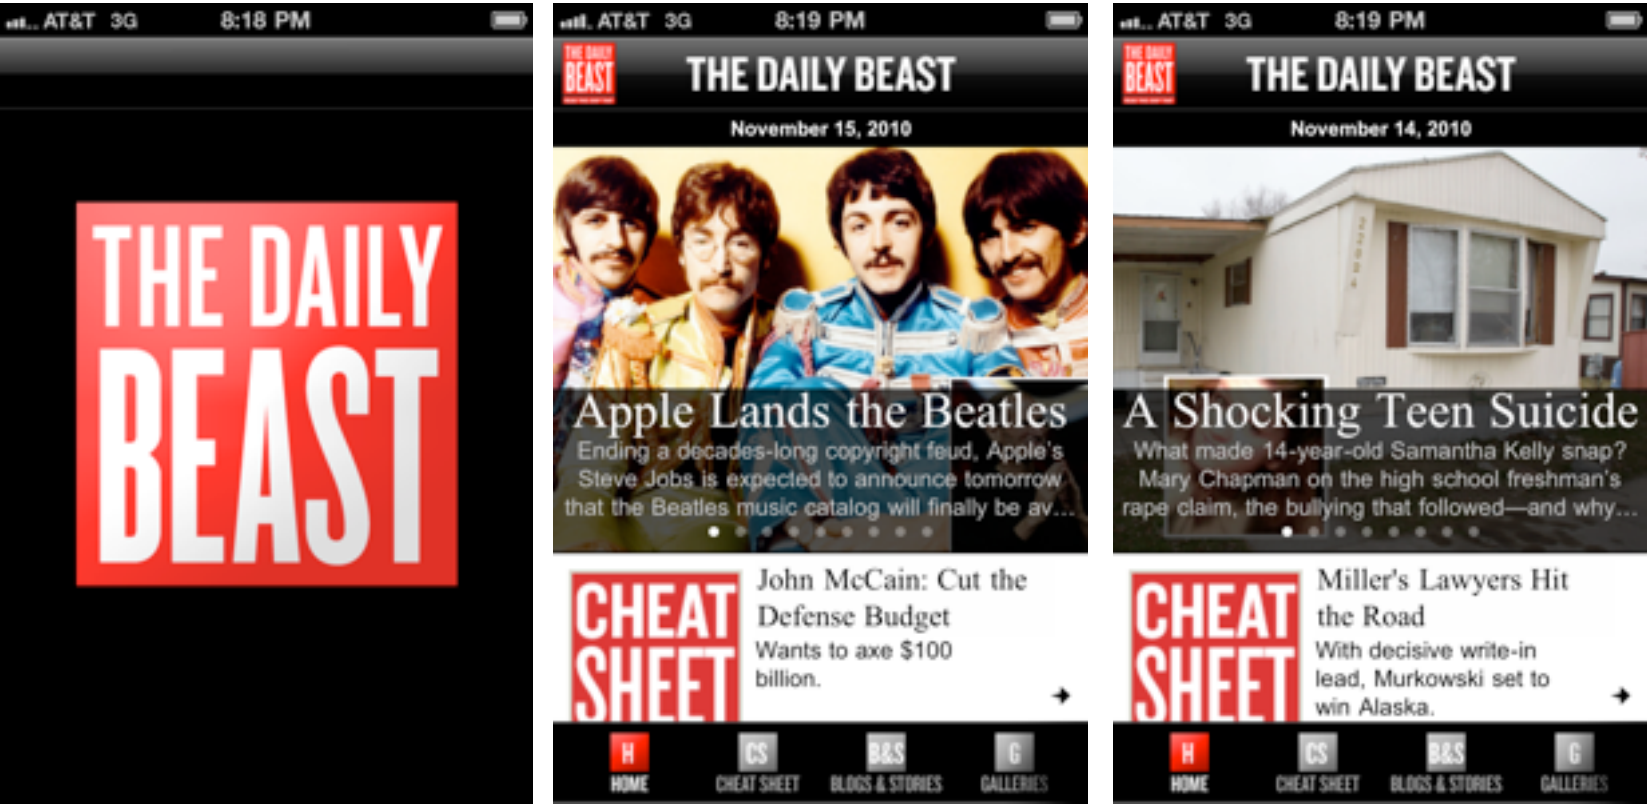 AT&T 3G 8:18 PM
THE DAILY
BEAST
AT&T 3G 8:19 PM
THE DAILY
BEAST
THE DAILY BEAST
November 15, 2010
Apple Lands the Beatles
Ending a decades-long copyright feud, Apple's
Steve Jobs is expected to announce tomorrow
that the Beatles music catalog will finally be av...
CHEAT
SHEET
John McCain: Cut the
Defense Budget
Wants to axe $100
billion.
H
HOME
CS
CHEAT SHEET
B&S
BLOGS & STORIES
G
GALLERIES
AT&T 3G 8:19 PM
THE DAILY
BEAST
THE DAILY BEAST
November 14, 2010
A Shocking Teen Suicide
What made 14-year-old Samantha Kelly snap?
Mary Chapman on the high school freshman's
rape claim, the bullying that followed—and why...
CHEAT
SHEET
Miller's Lawyers Hit
the Road
With decisive write-in
lead, Murkowski set to
win Alaska.
H
HOME
CS
CHEAT SHEET
B&S
BLOGS & STORIES
G
GALLERIES